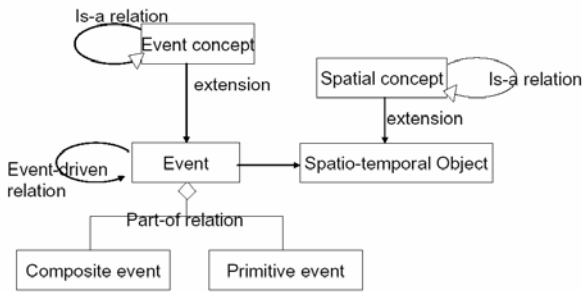 Is-a relation
Event concept
Spatial concept
Is-a relation
extension
extension
Event-driven
relation
Event
Spatio-temporal Object
Part-of relation
Composite event
Primitive event